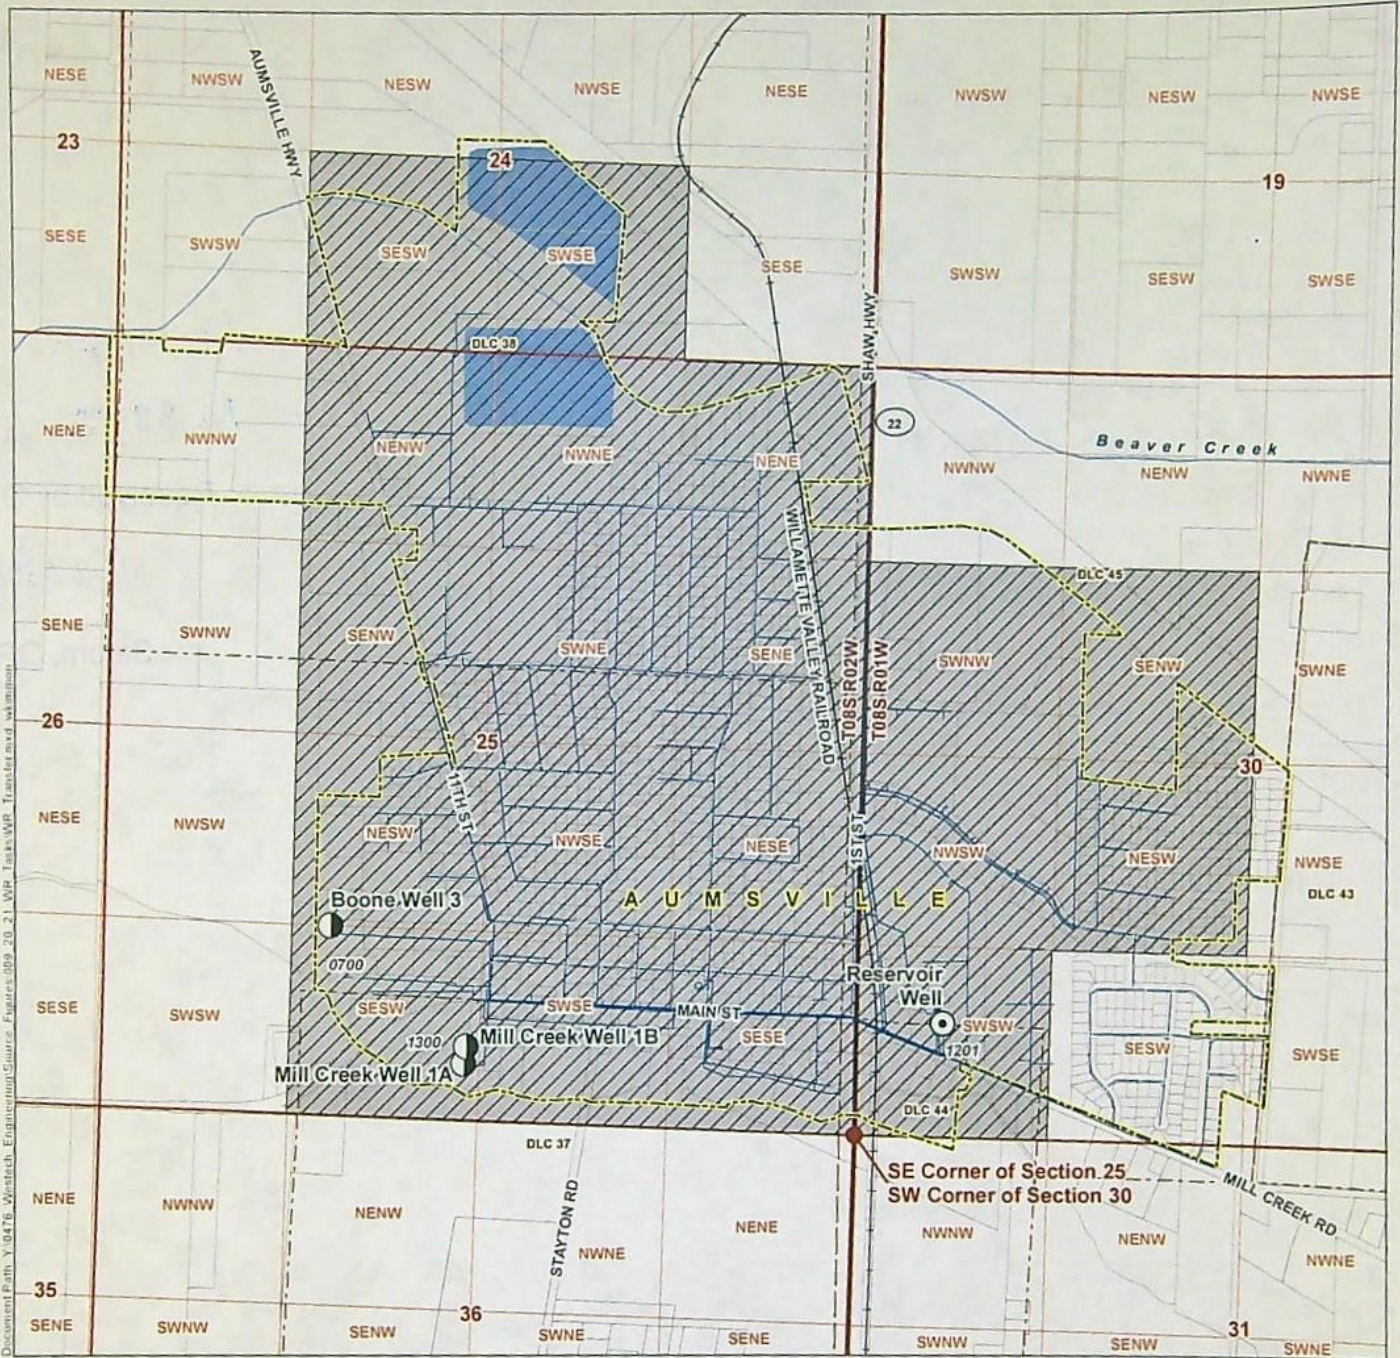 NESE
NWSW
AUMSVILLE HWY
NESW
NWSE
NESE
NWSW
NESW
NWSE
23
24
19
SESE
SWSW
SESW
SWSE
SESE
SWSW
SESW
SWSE
DLC 38
SHAW HWY
22
Beaver Creek
NENE
NWNW
NENW
NWNE
NENE
NWNW
NENW
NWNE
WILLAMETTE VALLEY RAILROAD
DLC 45
SENE
SWNW
SENW
SWNE
SENE
T08S R02W
T08S R01W
SWNW
SENW
SWNE
26
25
30
11TH ST
1ST ST
NESE
NWSW
NESW
NWSE
NESE
NWSW
NESW
NWSE
DLC 43
AUMSVILLE
Boone Well 3
0700
Reservoir
Well
SESE
SWSW
SESW
SWSE
MAIN ST
SESE
SWSW
SESW
SWSE
1201
1300
Mill Creek Well 1B
Mill Creek Well 1A
DLC 44
DLC 37
SE Corner of Section 25
SW Corner of Section 30
MILL CREEK RD
STAYTON RD
NENE
NWNW
NENW
NWNE
NENE
NWNW
NENW
NWNE
35
36
31
SENE
SWNW
SENW
SWNE
SENE
SWNW
SENW
SWNE